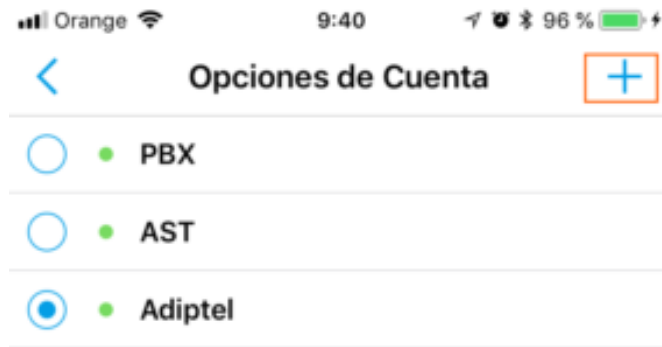 Orange 9:40 96 %
Opciones de Cuenta
PBX
AST
Adiptel